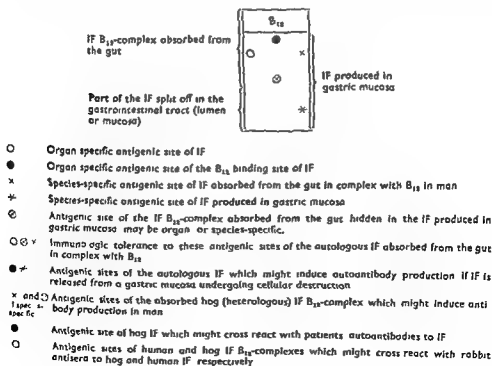 B₁₂
IF B₁₂-complex absorbed from
the gut
IF produced in
gastric mucosa
Part of the IF split off in the
gastrointestinal tract (lumen
or mucosa)
○ Organ specific antigenic site of IF
● Organ specific antigenic site of the B₁₂ binding site of IF
× Species-specific antigenic site of IF absorbed from the gut in complex with B₁₂ in man
* Species-specific antigenic site of IF produced in gastric mucosa
⊗ Antigenic site of the IF B₁₂-complex absorbed from the gut hidden in the IF produced in
gastric mucosa may be organ or species-specific.
○⊗× Immunologic tolerance to these antigenic sites of the autologous IF absorbed from the gut
in complex with B₁₂
●* Antigenic sites of the autologous IF which might induce autoantibody production if IF is
released from a gastric mucosa undergoing cellular destruction
× and Antigenic sites of the absorbed hog (heterologous) IF B₁₂-complex which might induce anti
body production in man
● Antigenic site of hog IF which might cross react with patients autoantibodies to IF
○ Antigenic sites of human and hog IF B₁₂-complexes which might cross react with rabbit
antisera to hog and human IF respectively